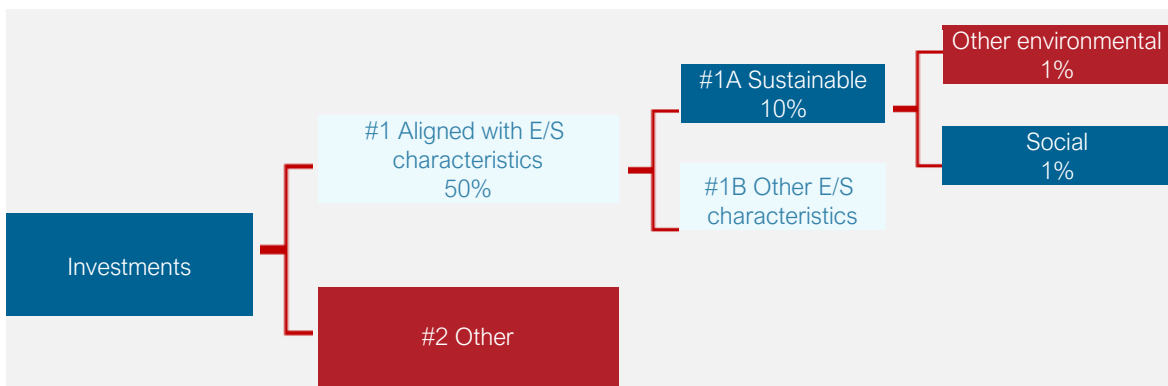 Investments
#1 Aligned with E/S
characteristics
50%
#2 Other
#1A Sustainable
10%
#1B Other E/S
characteristics
Other environmental
1%
Social
1%